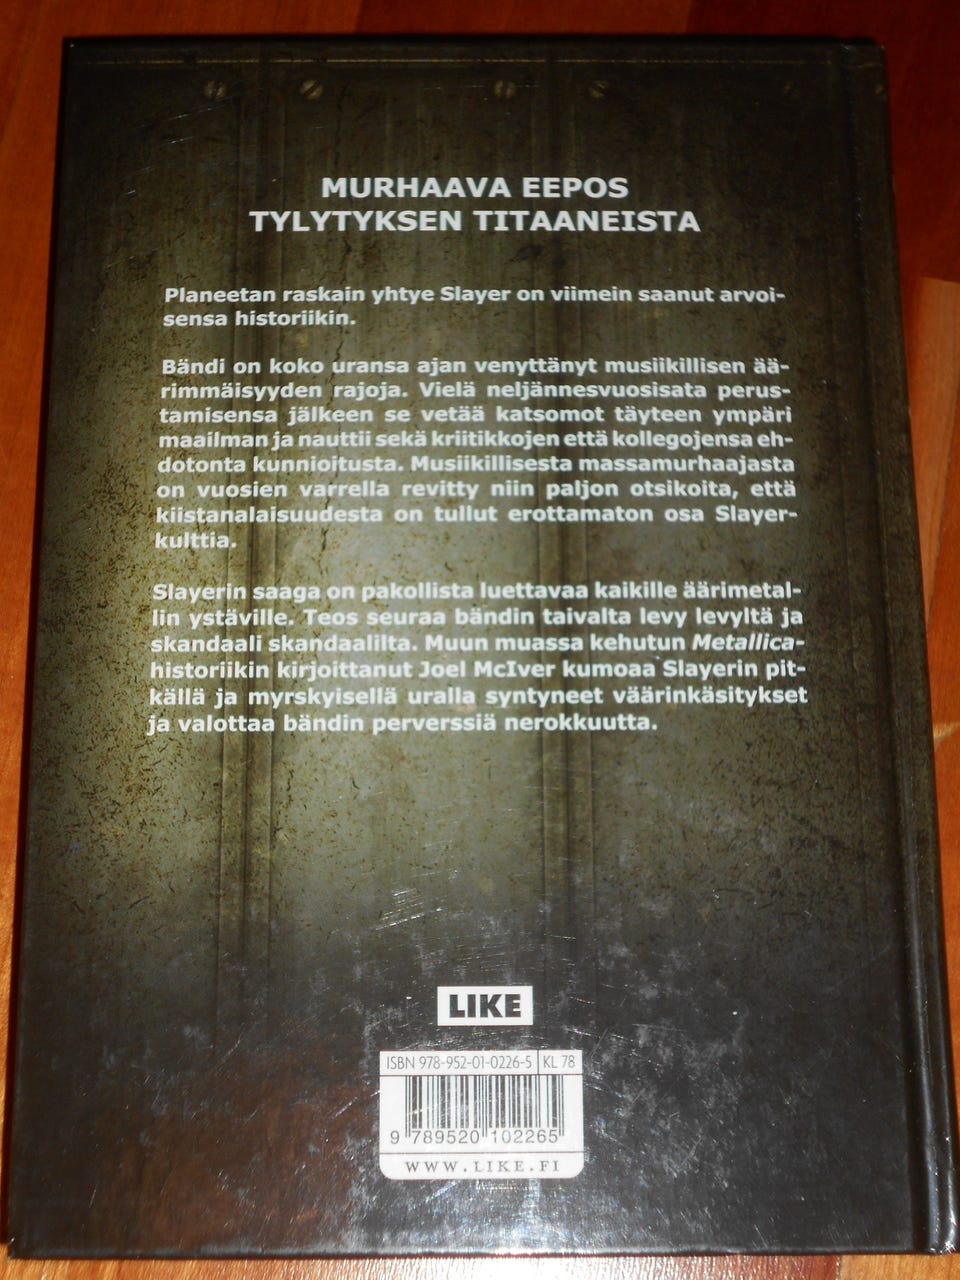 MURHAAVA EEPOS
TYLYTYKSEN TITAANEISTA
Planeetan raskain yhtye Slayer on viimein saanut arvoi-
sensa historiikin.
Bändi on koko uransa ajan venyttänyt musiikillisen ää-
rimmäisyyden rajoja. Vielä neljännesvuosisata perus-
tamisensa jälkeen se vetää katsomot täyteen ympäri
maailman ja nauttii sekä kriitikkojen että kollegojensa eh-
dotonta kunnioitusta. Musiikillisesta massamurhaajasta
on vuosien varrella revitty niin paljon otsikoita, että
kiistanalaisuudesta on tullut erottamaton osa Slayer-
kulttia.
Slayerin saaga on pakollista luettavaa kaikille äärimetal-
lin ystäville. Teos seuraa bändin taivalta levy levyltä ja
skandaali skandaalilta. Muun muassa kehutun Metallica-
historiikin kirjoittanut Joel McIver kumoaa Slayerin pit-
källä ja myrskyisellä uralla syntyneet väärinkäsitykset
ja valottaa bändin perverssiä nerokkuutta.
LIKE
ISBN 978-952-01-0226-5 KL 78
9 789520 102265
WWW.LIKE.FI